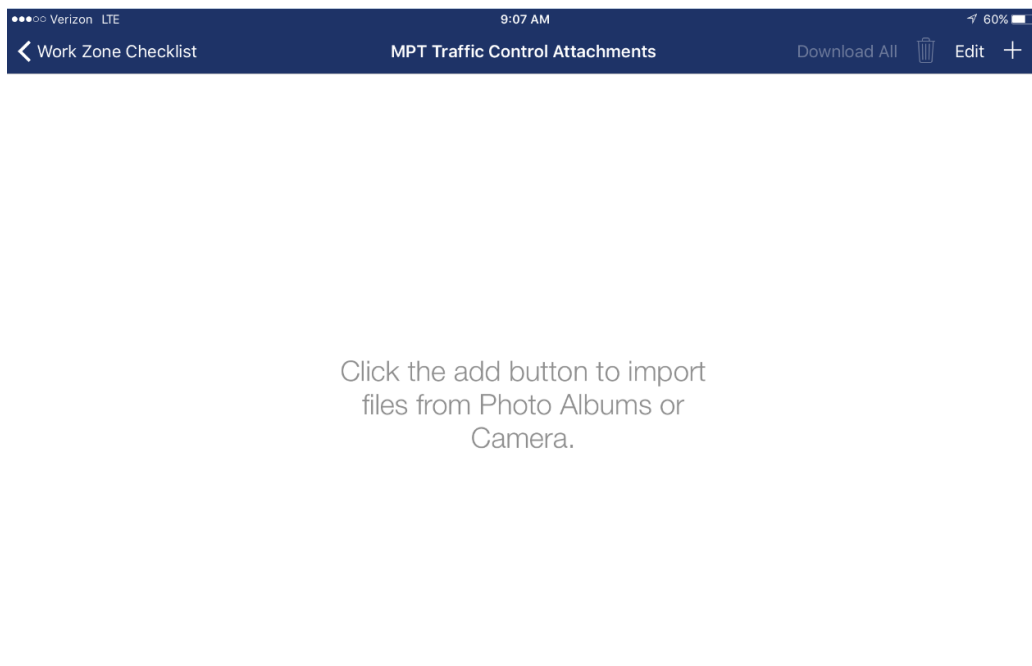 Verizon LTE 9:07 AM 60%
Work Zone Checklist MPT Traffic Control Attachments Download All Edit +
Click the add button to import
files from Photo Albums or
Camera.